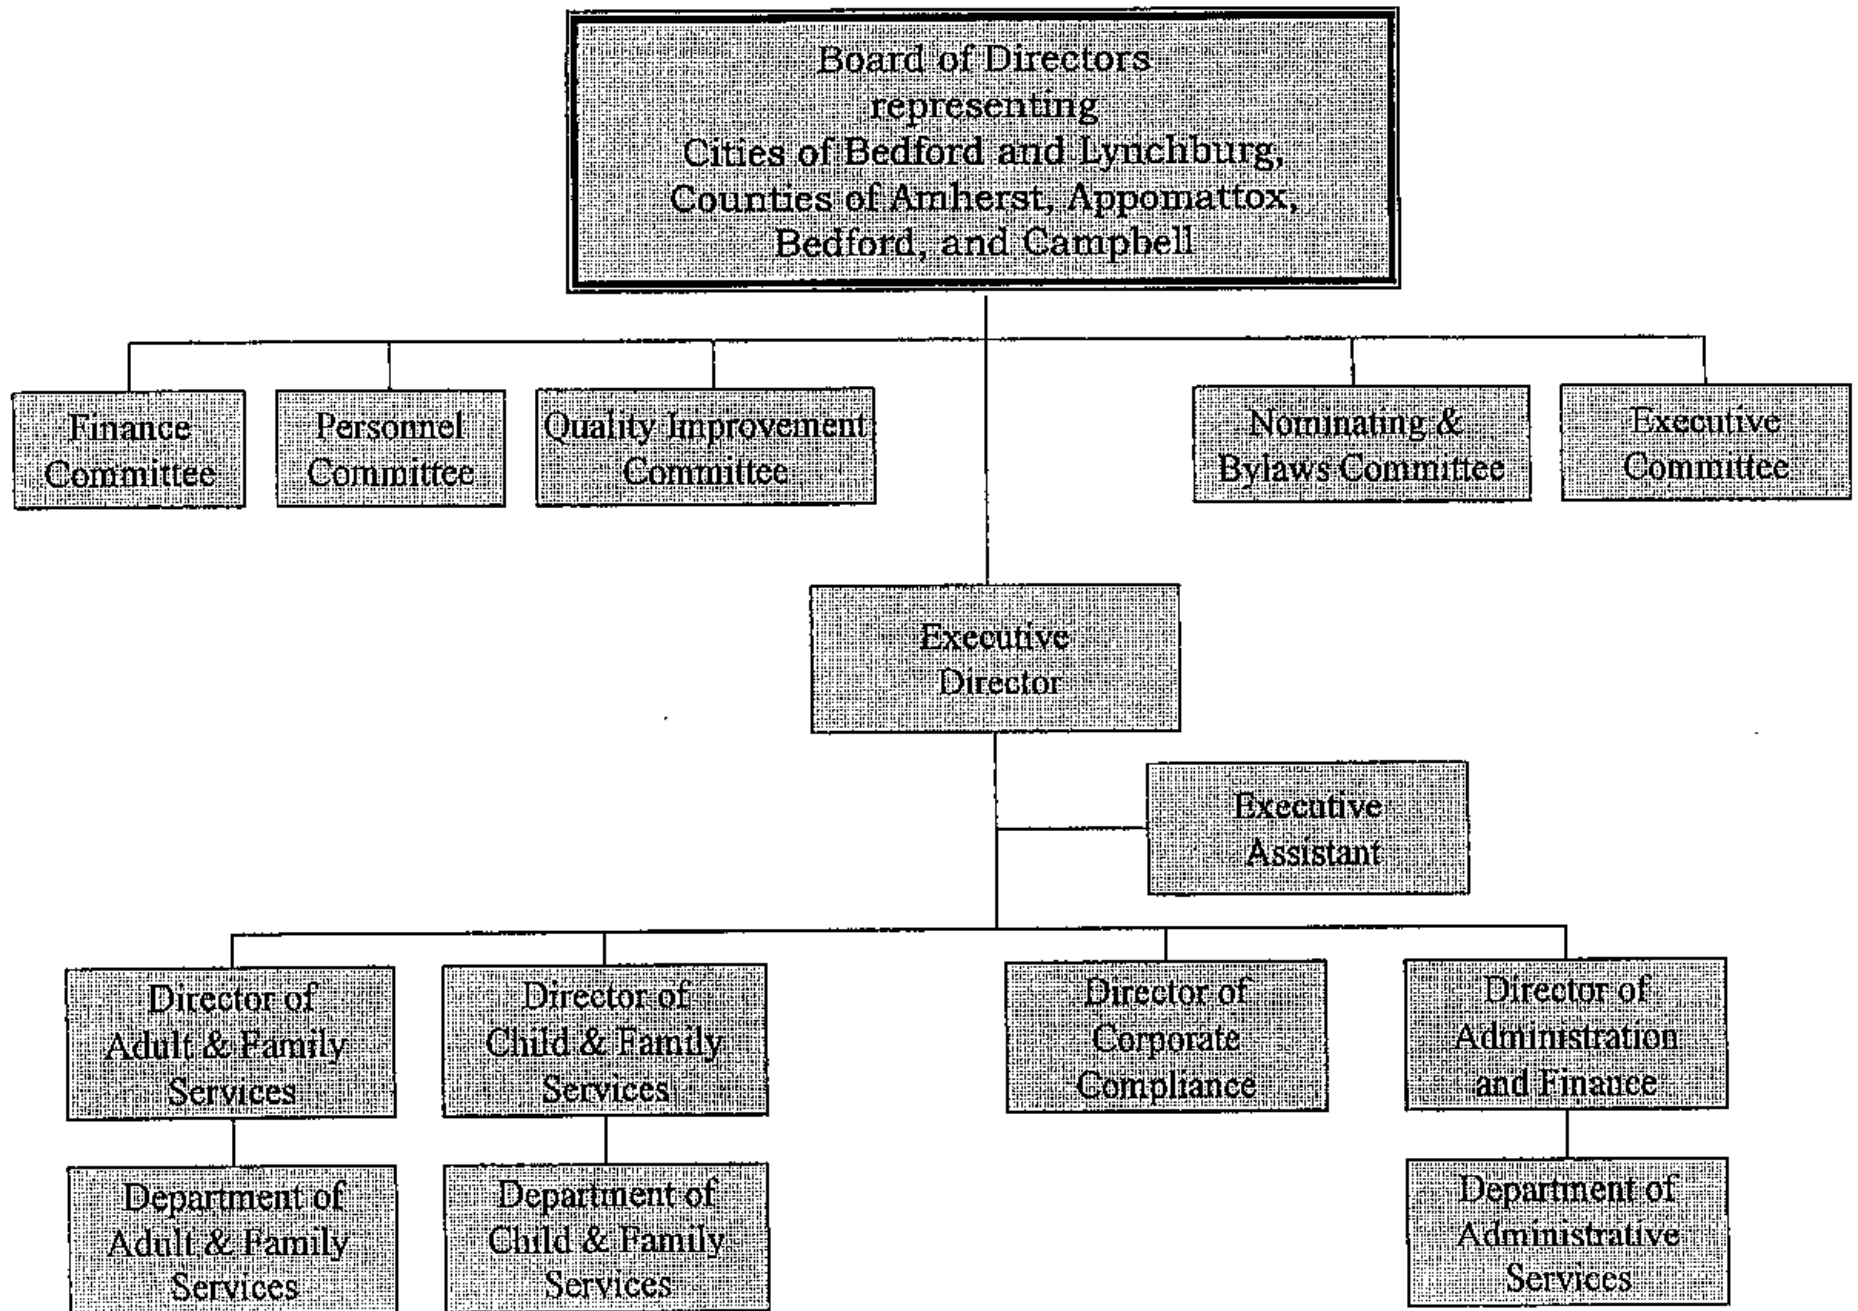 Board of Directors
representing
Cities of Bedford and Lynchburg,
Counties of Amherst, Appomattox,
Bedford, and Campbell
Finance
Committee
Personnel
Committee
Quality Improvement
Committee
Nominating &
Bylaws Committee
Executive
Committee
Executive
Director
Executive
Assistant
Director of
Adult & Family
Services
Director of
Child & Family
Services
Director of
Corporate
Compliance
Director of
Administration
and Finance
Department of
Adult & Family
Services
Department of
Child & Family
Services
Department of
Administrative
Services